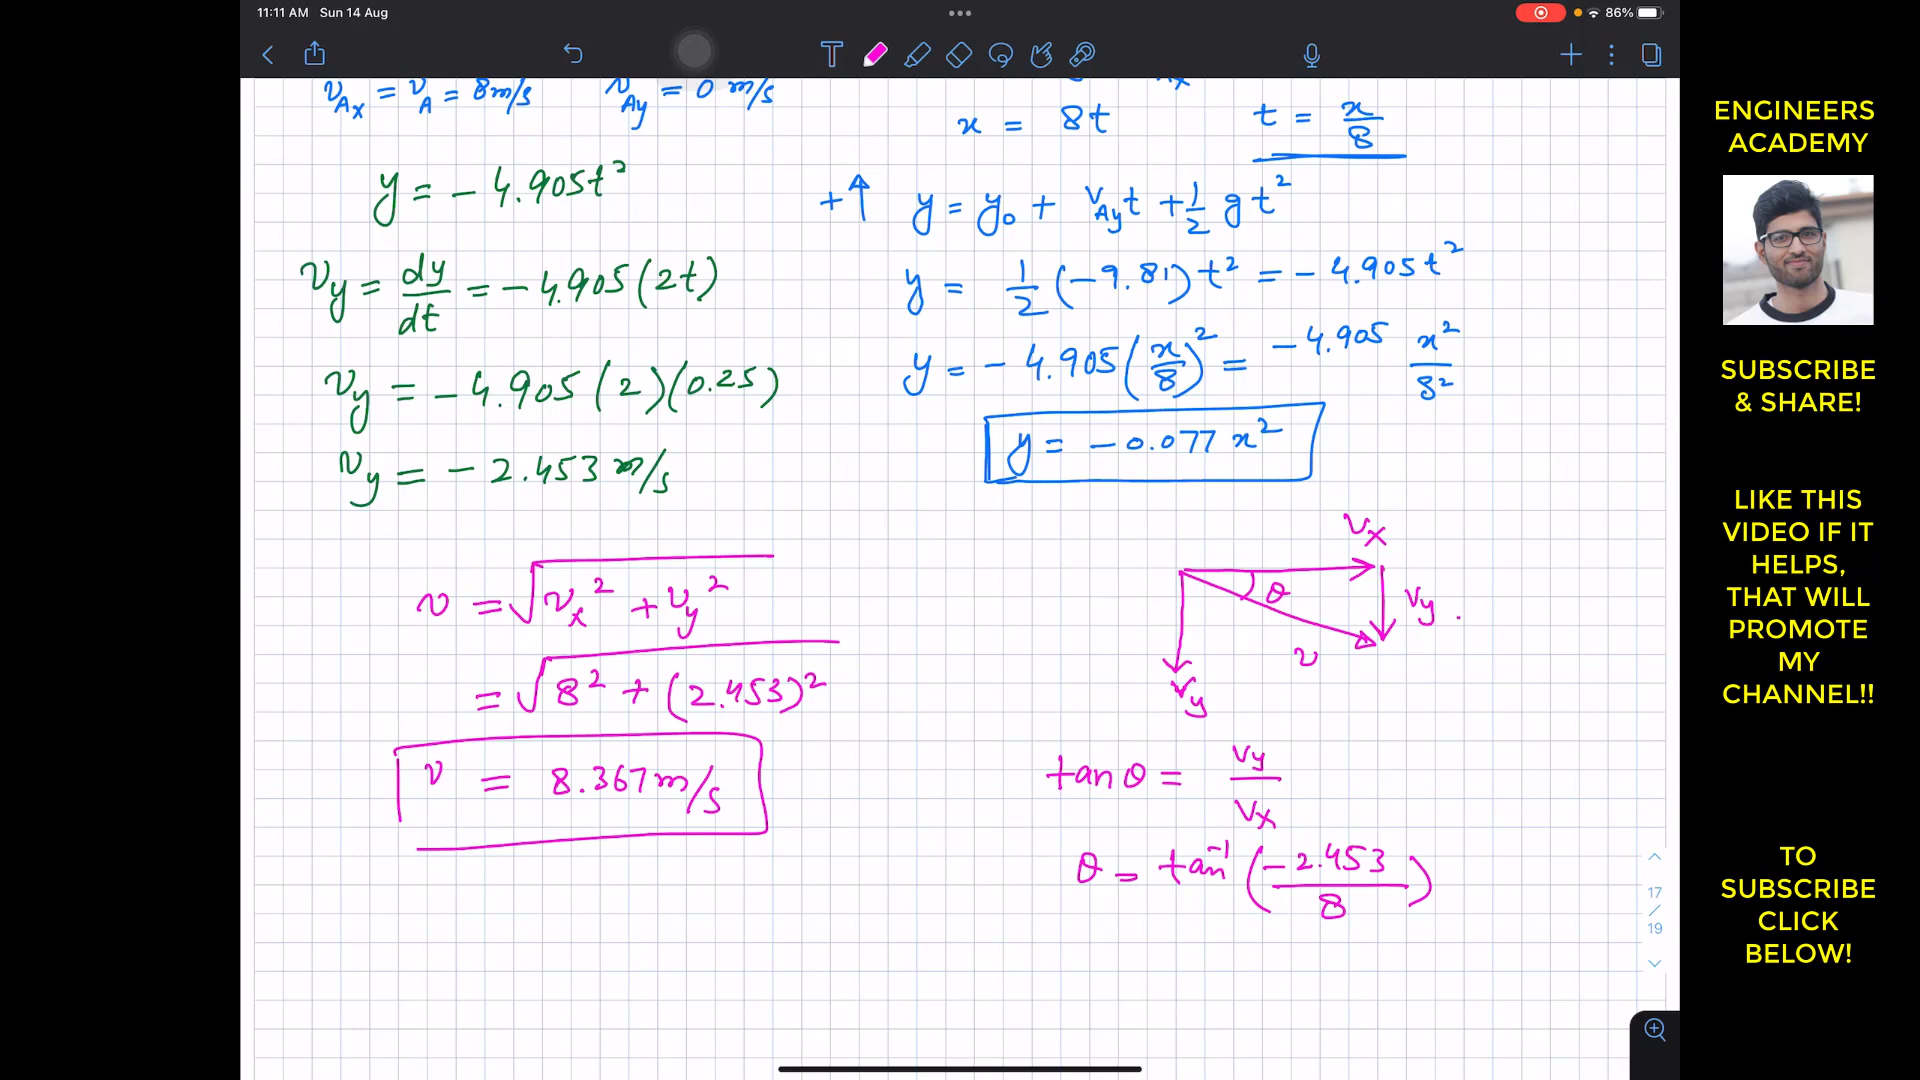 11:11 AM Sun 14 Aug
86%
v_Ax = v_A = 8m/s v_Ay = 0 m/s
y = - 4.905t²
v_y = dy/dt = - 4.905 (2t)
v_y = - 4.905 (2)(0.25)
v_y = - 2.453 m/s
v = √(v_x² + v_y²)
= √(8² + (2.453)²)
v = 8.367 m/s
x = 8t t = x/8
+↑ y = y₀ + v_Ay t + 1/2 g t²
y = 1/2 (-9.81) t² = - 4.905t²
y = - 4.905 (x/8)² = - 4.905 x²/8²
y = - 0.077 x²
v_x
θ
v_y
v
v_y
tan θ = v_y/v_x
θ = tan⁻¹ (-2.453/8)
17
/
19
ENGINEERS
ACADEMY
SUBSCRIBE
& SHARE!
LIKE THIS
VIDEO IF IT
HELPS,
THAT WILL
PROMOTE
MY
CHANNEL!!
TO
SUBSCRIBE
CLICK
BELOW!